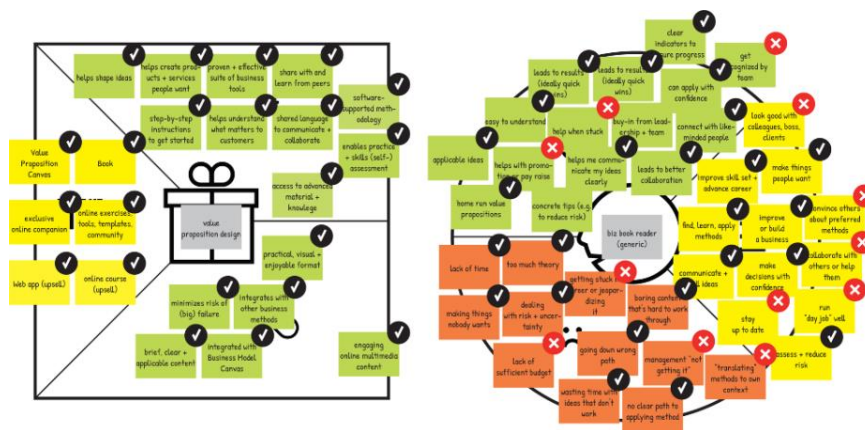 helps shape ideas
helps create prod-
ucts + services
people want
proven + effective
suite of business
tools
share with and
learn from peers
software-
supported meth-
odology
step-by-step
instructions
to get started
helps understand
what matters to
customers
shared language
to communicate +
collaborate
enables practice
+ skills (self-)
assessment
Value
Proposition
Canvas
Book
access to advanced
material +
knowledge
exclusive
online companion
online exercises,
tools, templates,
community
value
proposition design
practical, visual +
enjoyable format
Web app (upsell)
online course
(upsell)
minimizes risk of
(big) failure
integrates with
other business
methods
brief, clear +
applicable content
integrated with
Business Model
Canvas
engaging
online multimedia
content
clear
indicators to
progress
get
recognized by
team
leads to results
(ideally quick
wins)
leads to results
(ideally quick
wins)
can apply with
confidence
easy to understand
help when stuck
buy-in from lead-
ership + team
connect with like-
minded people
look good with
colleagues, boss,
clients
applicable ideas
helps with promo-
tion or pay raise
helps me commu-
nicate my ideas
clearly
leads to better
collaboration
improve skill set +
advance career
make things
people want
home run value
propositions
concrete tips (e.g.
to reduce risk)
biz book reader
(generic)
find, learn, apply
methods
improve
or build
a business
convince others
about preferred
methods
lack of time
too much theory
getting stuck in
career or jeopar-
dizing
it
boring content
that's hard to work
through
communicate +
ideas
make
decisions with
confidence
collaborate with
others or help
them
making things
nobody wants
dealing
with risk + uncer-
tainty
stay
up to date
run
"day job" well
lack of
sufficient budget
going down wrong
path
management "not
getting it"
"translating"
methods to own
context
assess + reduce
risk
wasting time with
ideas that don't
work
no clear path to
applying method